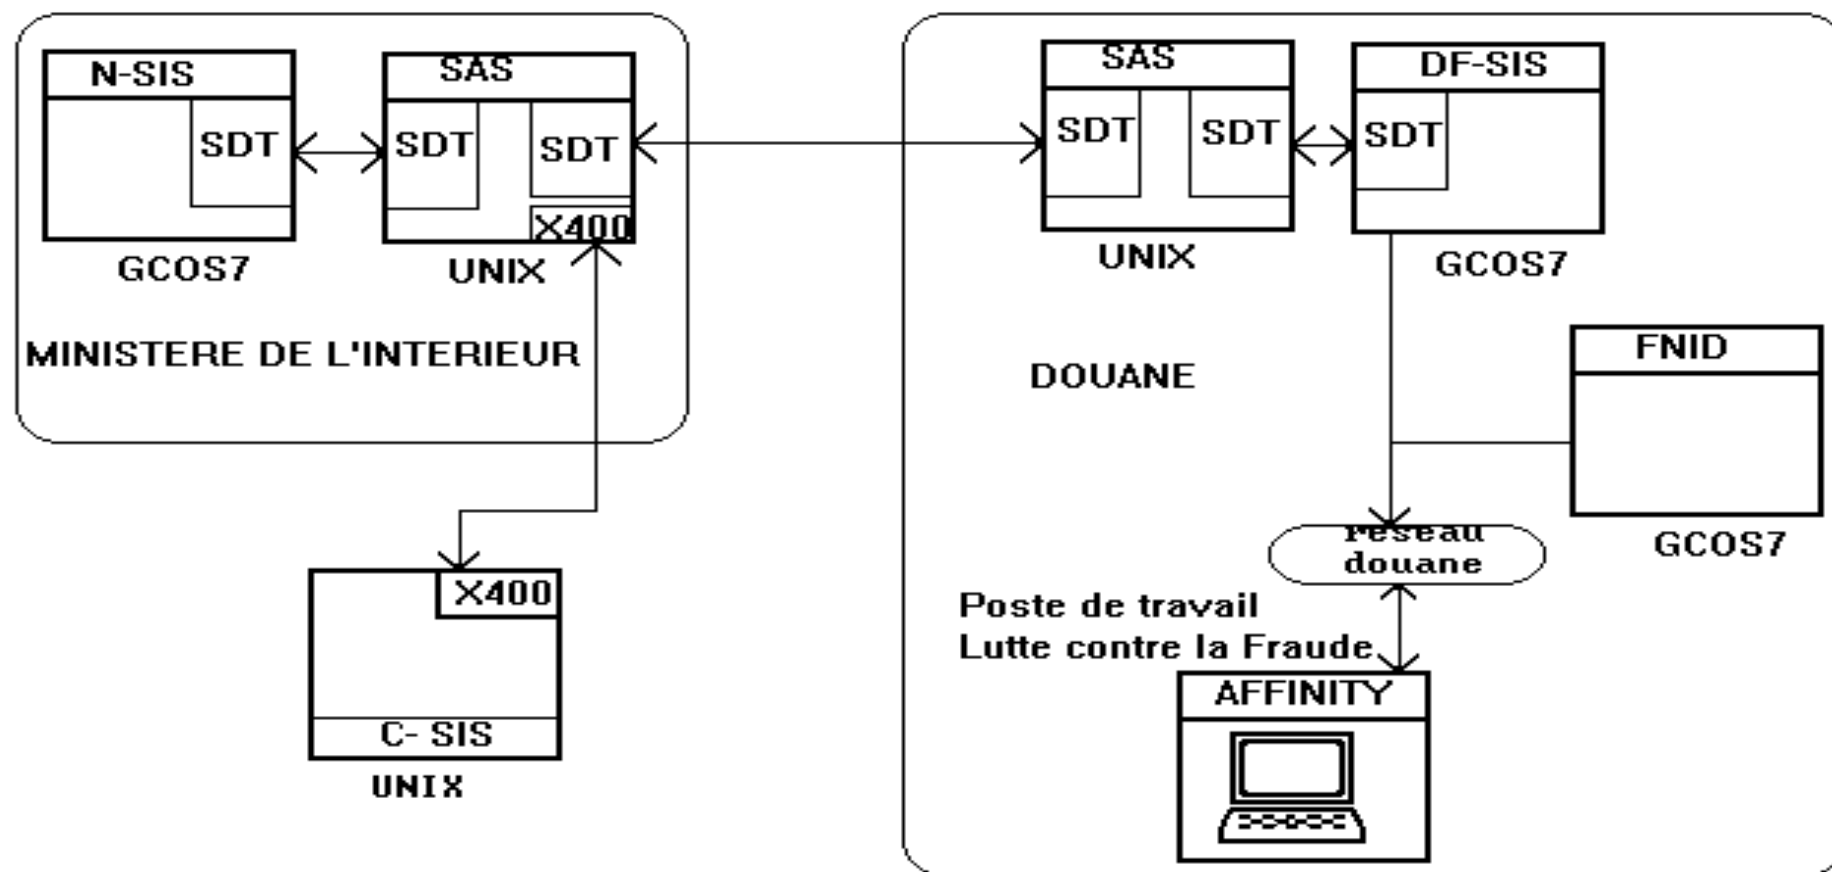 N-SIS
SDT
GCOS7
SAS
SDT
SDT
X400
UNIX
MINISTERE DE L'INTERIEUR
X400
C- SIS
UNIX
SAS
SDT
SDT
UNIX
DF-SIS
SDT
GCOS7
DOUANE
FNID
GCOS7
réseau
douane
Poste de travail
Lutte contre la Fraude
AFFINITY